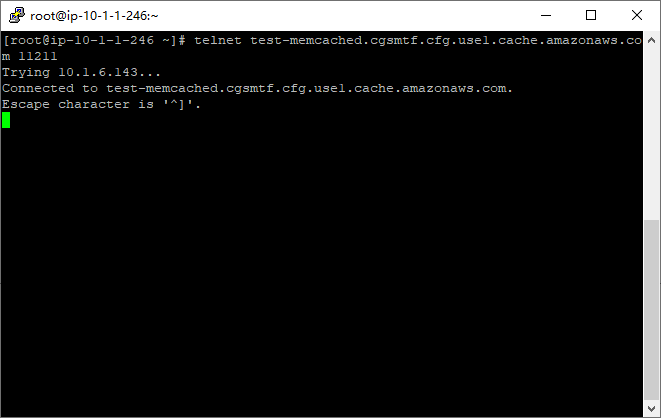 root@ip-10-1-1-246:~
[root@ip-10-1-1-246 ~]# telnet test-memcached.cgsmtf.cfg.use1.cache.amazonaws.co
m 11211
Trying 10.1.6.143...
Connected to test-memcached.cgsmtf.cfg.use1.cache.amazonaws.com.
Escape character is '^]'.